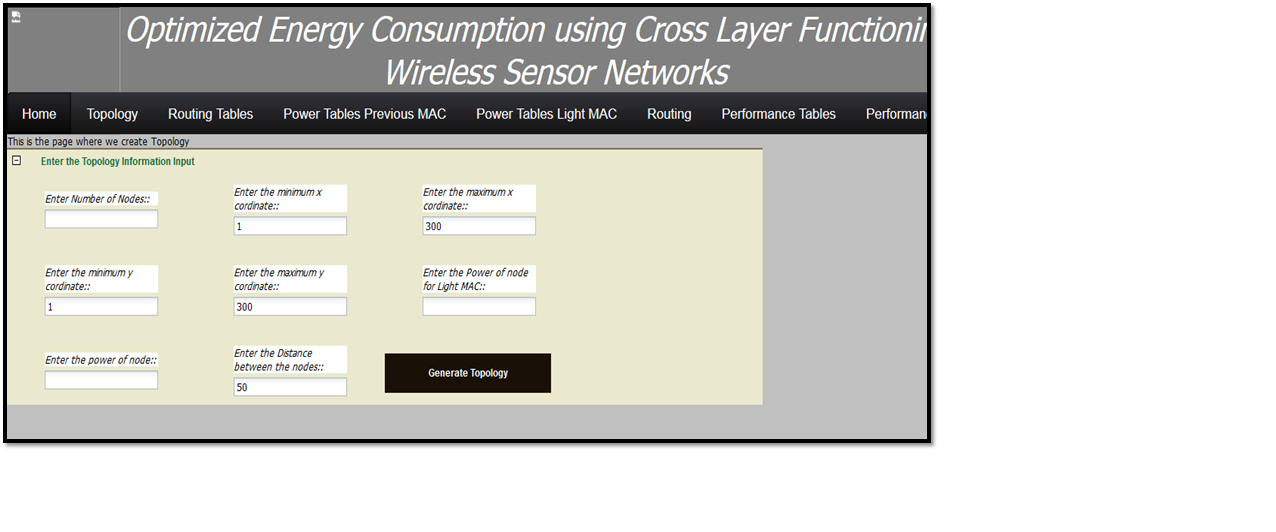 Optimized Energy Consumption using Cross Layer
Wireless Sensor Networks
Home Topology Routing Tables Power Tables Previous MAC Power Tables Light MAC Routing Performance Tables
This is the page where we create Topology
Enter the Topology Information Input
Enter Number of Nodes::
Enter the minimum x
cordinate::
1
Enter the maximum x
cordinate::
300
Enter the minimum y
cordinate::
1
Enter the maximum y
cordinate::
300
Enter the Power of node
for Light MAC::
Enter the power of node::
Enter the Distance
between the nodes::
50
Generate Topology